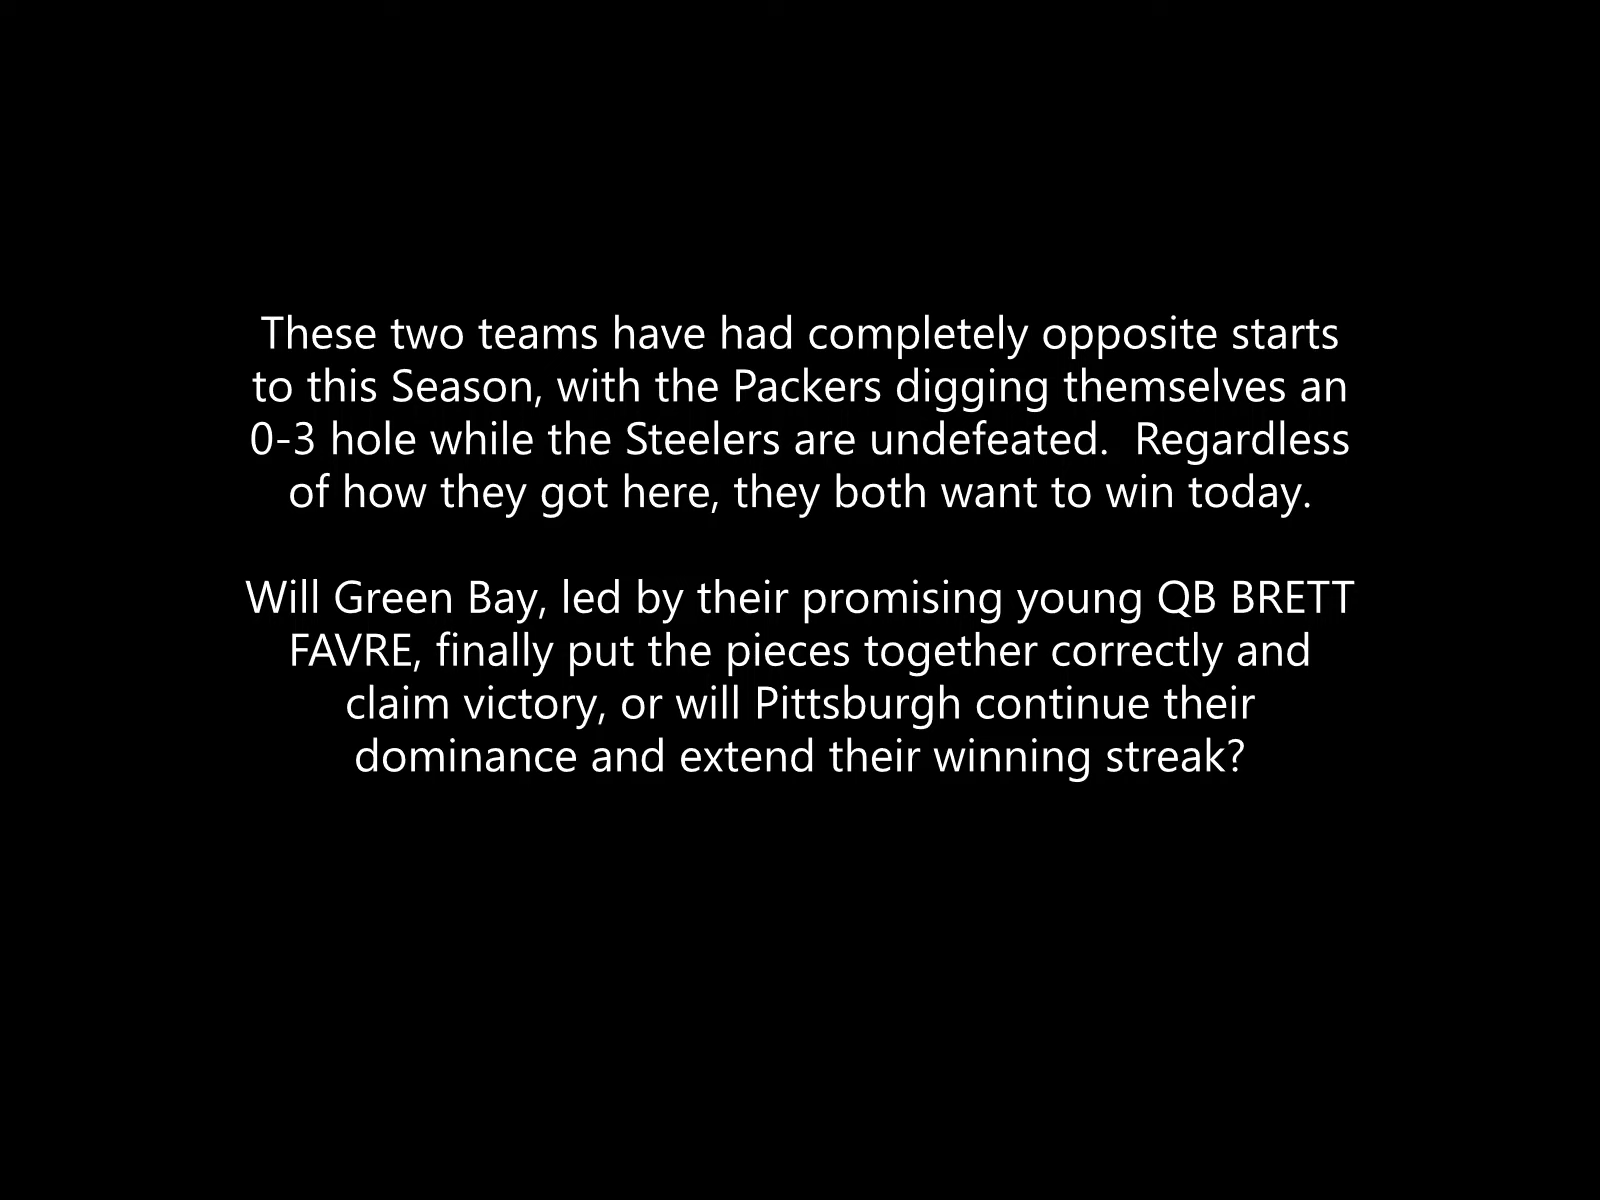 These two teams have had completely opposite starts
to this Season, with the Packers digging themselves an
0-3 hole while the Steelers are undefeated.  Regardless
of how they got here, they both want to win today.

Will Green Bay, led by their promising young QB BRETT
FAVRE, finally put the pieces together correctly and
claim victory, or will Pittsburgh continue their
dominance and extend their winning streak?